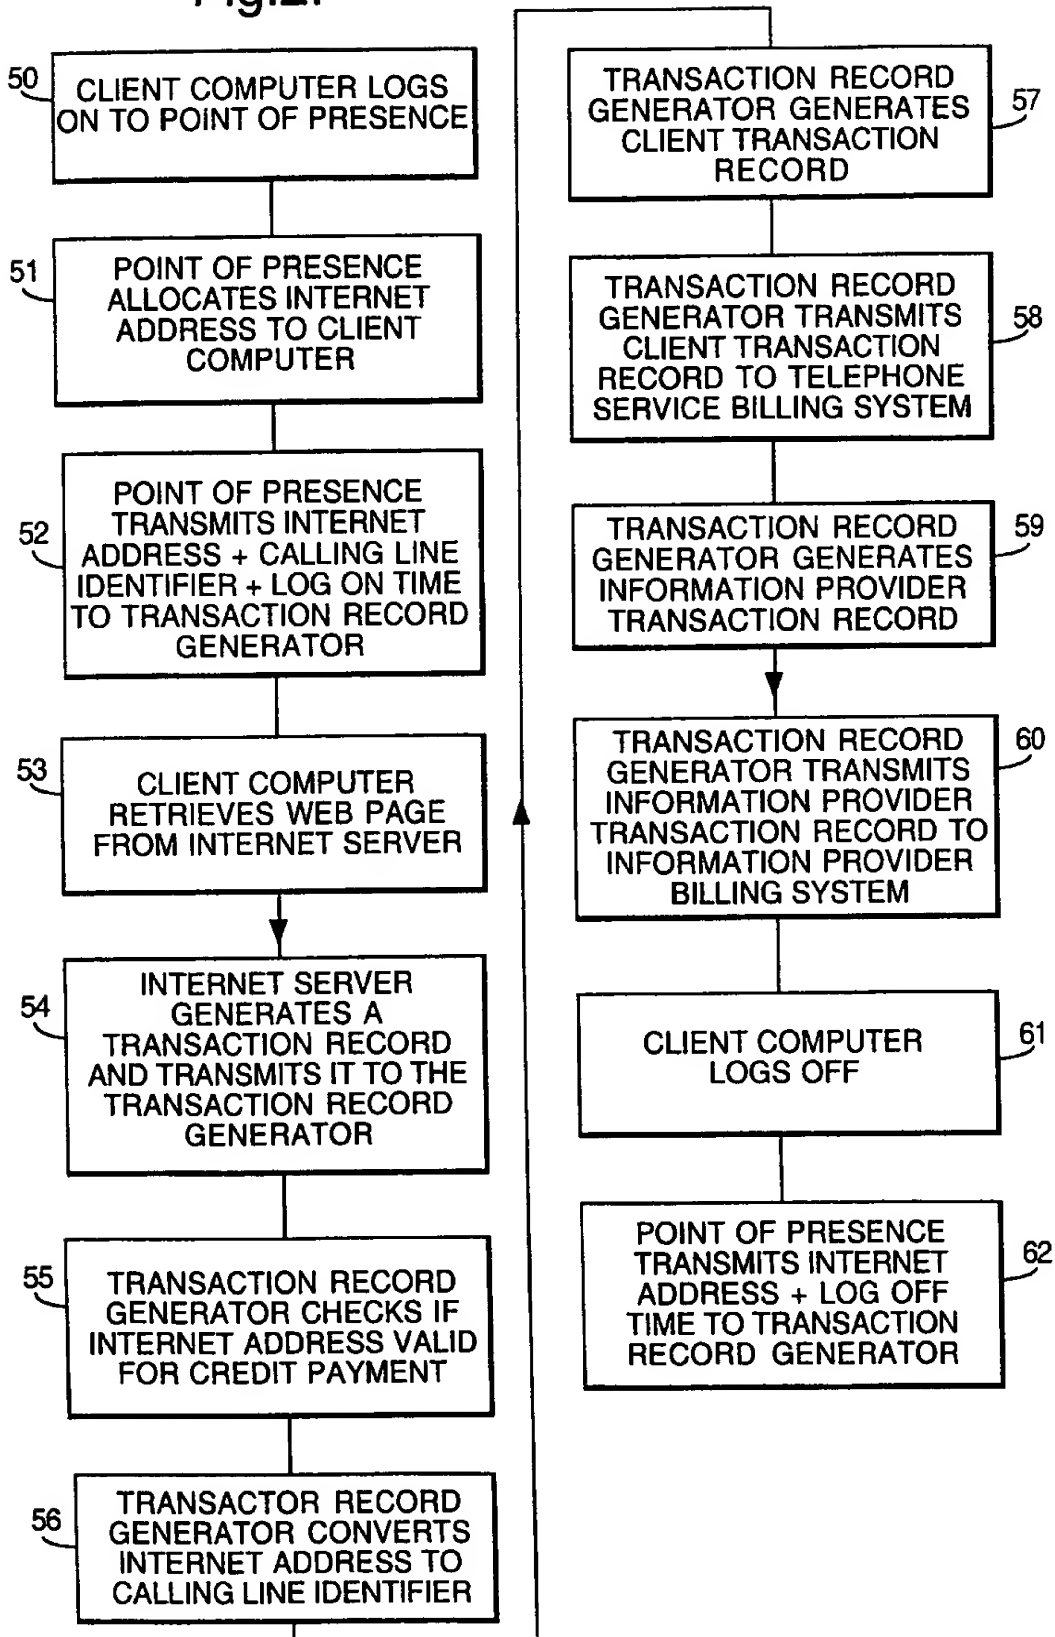 Fig.2.
50
CLIENT COMPUTER LOGS
ON TO POINT OF PRESENCE
51
POINT OF PRESENCE
ALLOCATES INTERNET
ADDRESS TO CLIENT
COMPUTER
52
POINT OF PRESENCE
TRANSMITS INTERNET
ADDRESS + CALLING LINE
IDENTIFIER + LOG ON TIME
TO TRANSACTION RECORD
GENERATOR
53
CLIENT COMPUTER
RETRIEVES WEB PAGE
FROM INTERNET SERVER
54
INTERNET SERVER
GENERATES A
TRANSACTION RECORD
AND TRANSMITS IT TO THE
TRANSACTION RECORD
GENERATOR
55
TRANSACTION RECORD
GENERATOR CHECKS IF
INTERNET ADDRESS VALID
FOR CREDIT PAYMENT
56
TRANSACTOR RECORD
GENERATOR CONVERTS
INTERNET ADDRESS TO
CALLING LINE IDENTIFIER
57
TRANSACTION RECORD
GENERATOR GENERATES
CLIENT TRANSACTION
RECORD
58
TRANSACTION RECORD
GENERATOR TRANSMITS
CLIENT TRANSACTION
RECORD TO TELEPHONE
SERVICE BILLING SYSTEM
59
TRANSACTION RECORD
GENERATOR GENERATES
INFORMATION PROVIDER
TRANSACTION RECORD
60
TRANSACTION RECORD
GENERATOR TRANSMITS
INFORMATION PROVIDER
TRANSACTION RECORD TO
INFORMATION PROVIDER
BILLING SYSTEM
61
CLIENT COMPUTER
LOGS OFF
62
POINT OF PRESENCE
TRANSMITS INTERNET
ADDRESS + LOG OFF
TIME TO TRANSACTION
RECORD GENERATOR